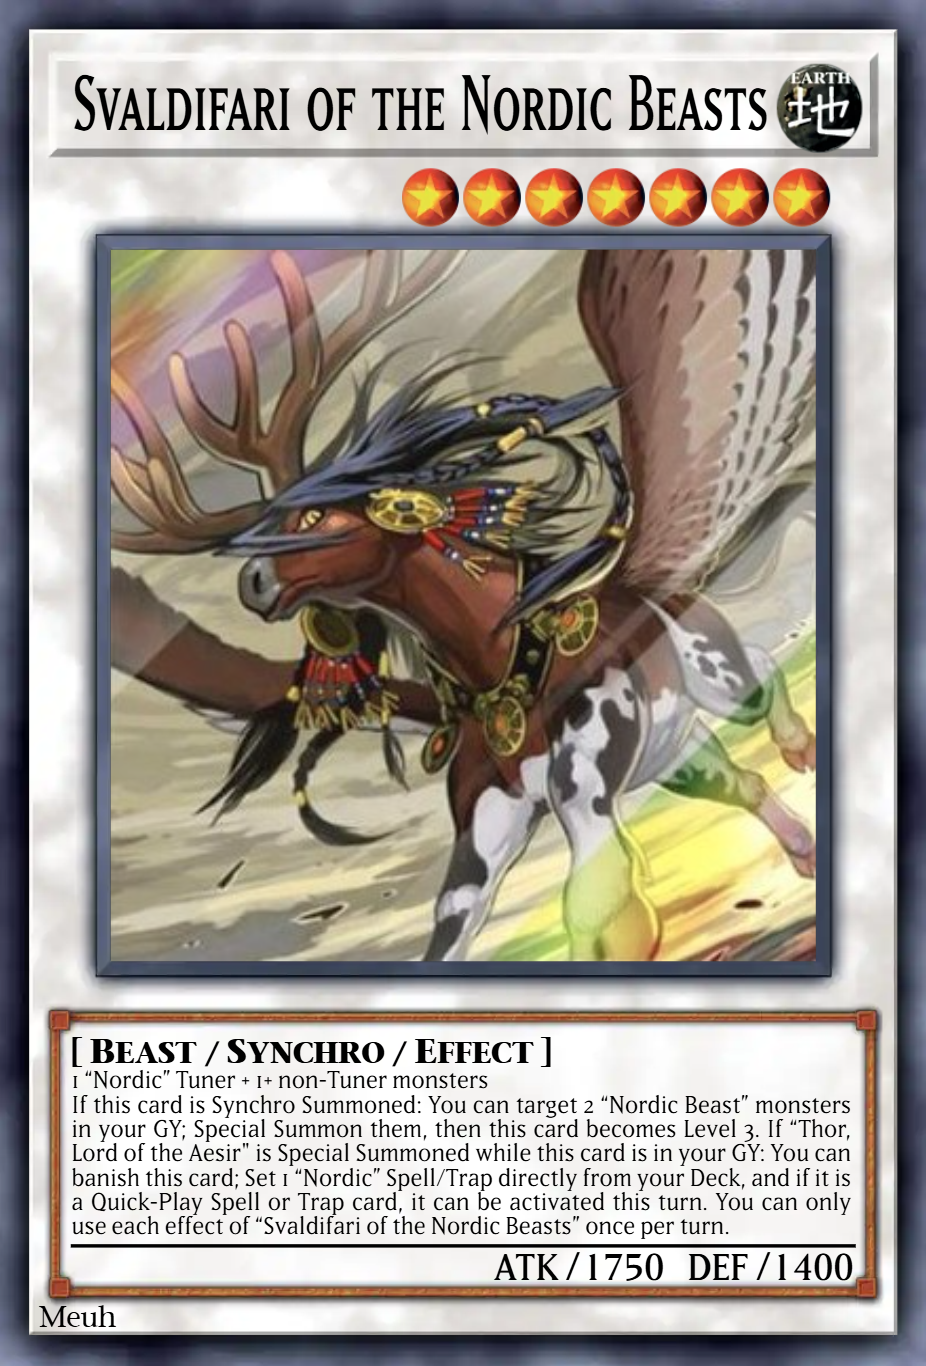 Svaldifari of the Nordic Beasts
EARTH
地
[ Beast / Synchro / Effect ]
1 “Nordic” Tuner + 1+ non-Tuner monsters
If this card is Synchro Summoned: You can target 2 “Nordic Beast” monsters
in your GY; Special Summon them, then this card becomes Level 3. If “Thor,
Lord of the Aesir" is Special Summoned while this card is in your GY: You can
banish this card; Set 1 “Nordic” Spell/Trap directly from your Deck, and if it is
a Quick-Play Spell or Trap card, it can be activated this turn. You can only
use each effect of “Svaldifari of the Nordic Beasts” once per turn.
ATK / 1750 DEF / 1400
Meuh